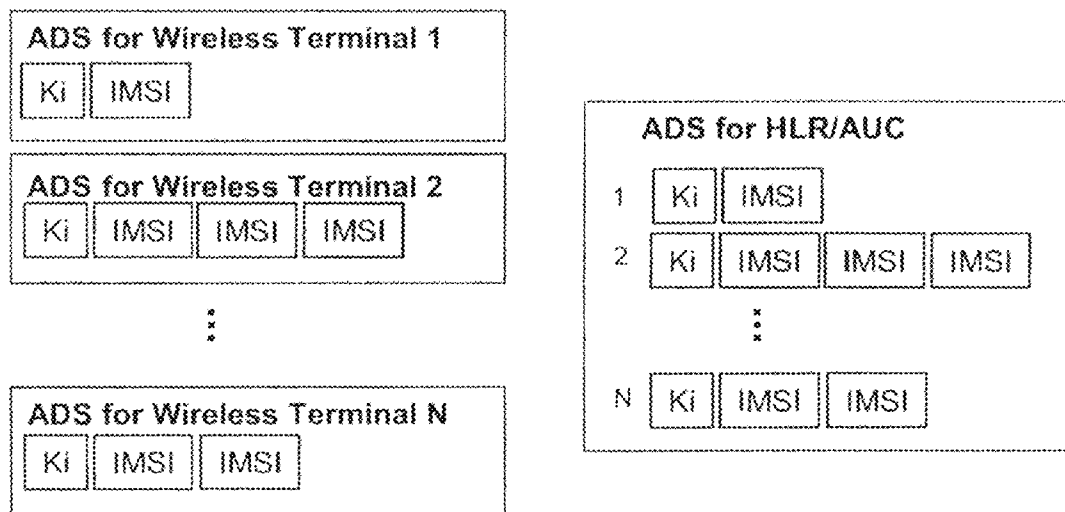 ADS for Wireless Terminal 1
Ki IMSI
ADS for Wireless Terminal 2
Ki IMSI IMSI IMSI
ADS for Wireless Terminal N
Ki IMSI IMSI
ADS for HLR/AUC
1 Ki IMSI
2 Ki IMSI IMSI IMSI
N Ki IMSI IMSI